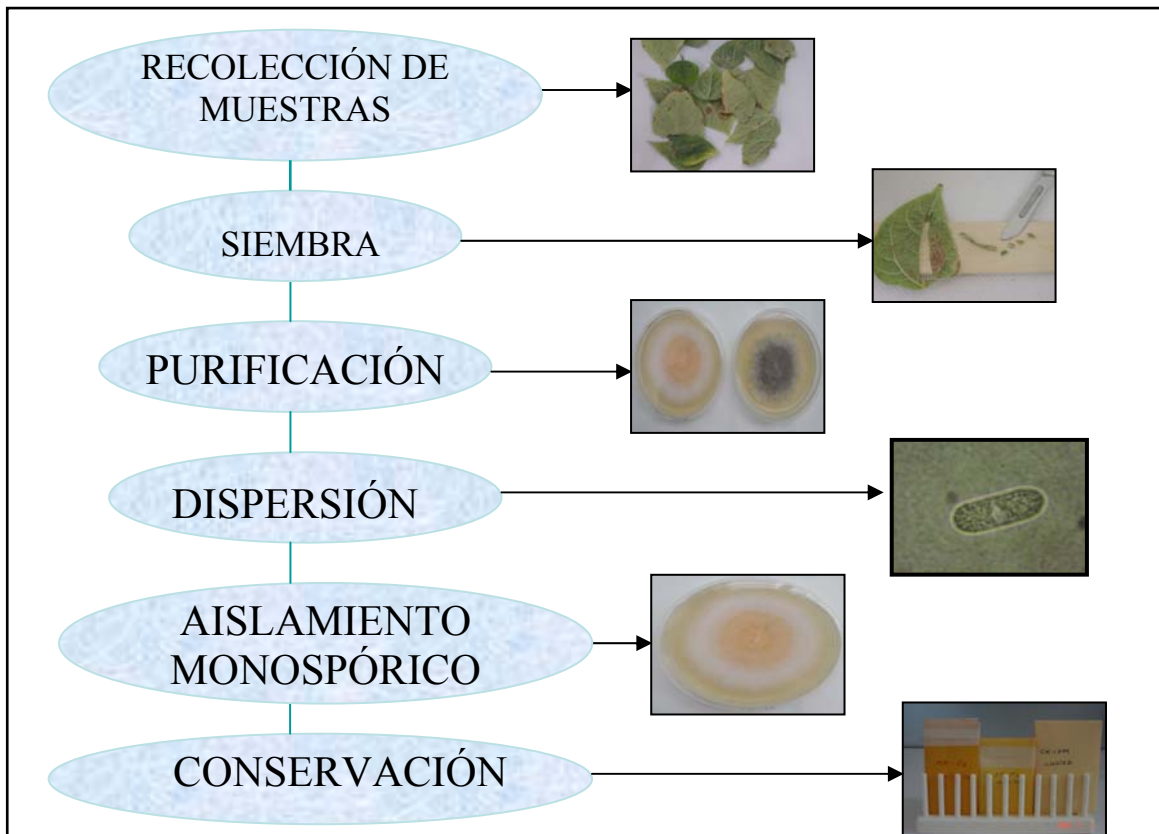 RECOLECCIÓN DE
MUESTRAS
SIEMBRA
PURIFICACIÓN
DISPERSIÓN
AISLAMIENTO
MONOSPÓRICO
CONSERVACIÓN